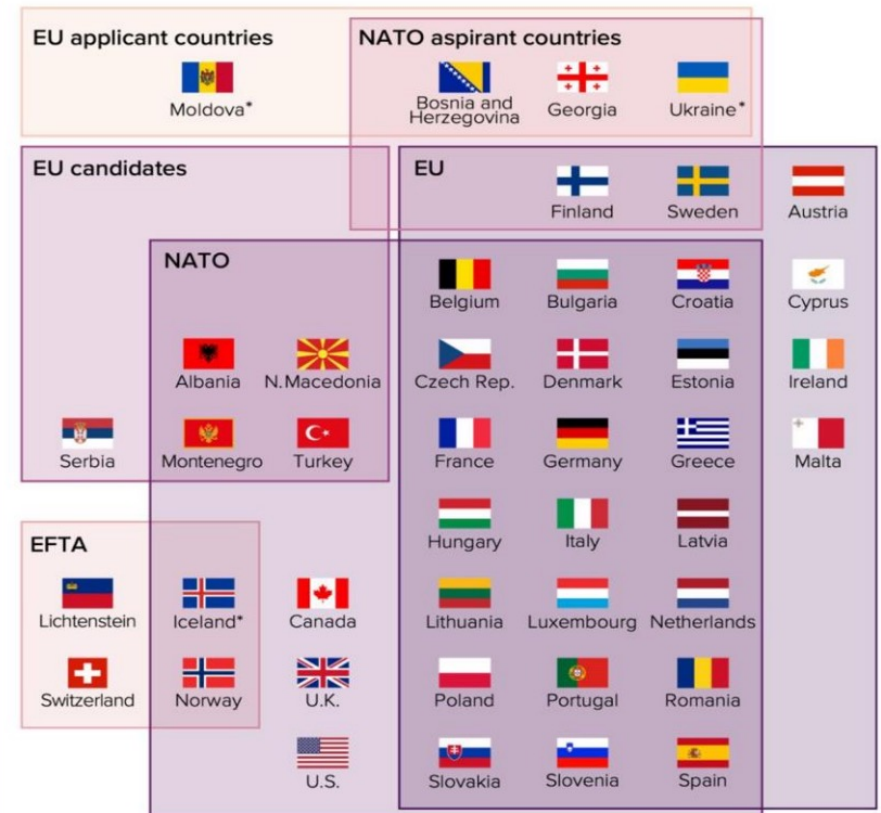 EU applicant countries
NATO aspirant countries
Moldova*
Bosnia and
Herzegovina
Georgia
Ukraine*
EU candidates
EU
Finland
Sweden
Austria
NATO
Belgium
Bulgaria
Croatia
Cyprus
Albania
N.Macedonia
Czech Rep.
Denmark
Estonia
Ireland
Serbia
Montenegro
Turkey
France
Germany
Greece
Malta
Hungary
Italy
Latvia
EFTA
Lichtenstein
Iceland*
Canada
Lithuania
Luxembourg
Netherlands
Switzerland
Norway
U.K.
Poland
Portugal
Romania
U.S.
Slovakia
Slovenia
Spain